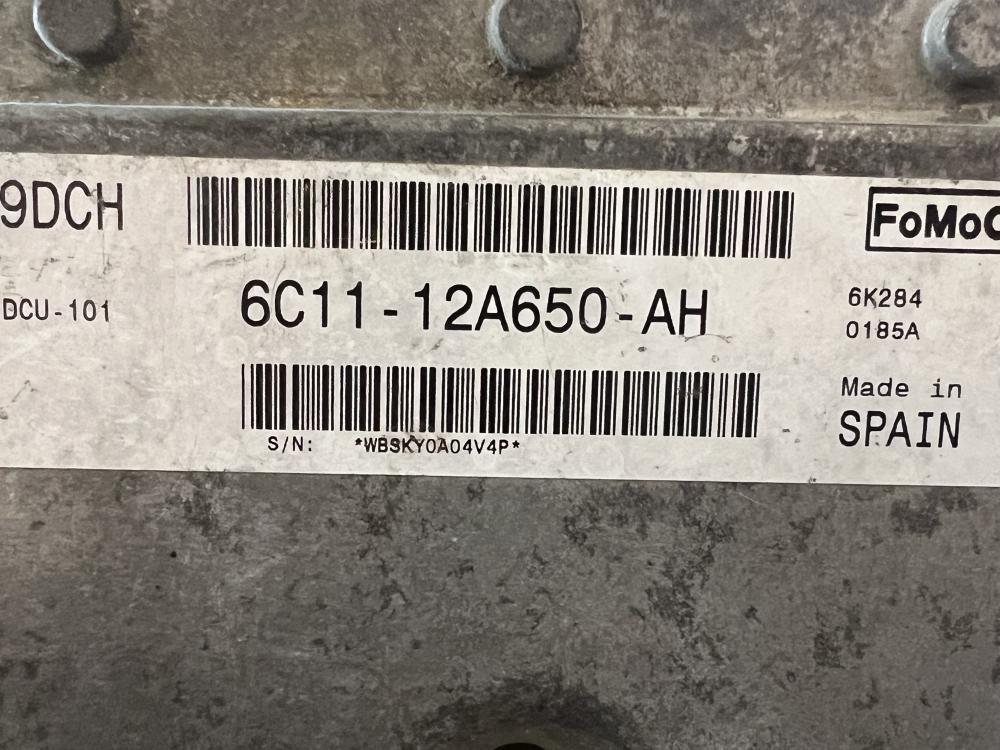 9DCH
FoMoC
6C11-12A650-AH
6K284
DCU-101
0185A
Made in
SPAIN
S/N: *WBSKY0A04V4P*